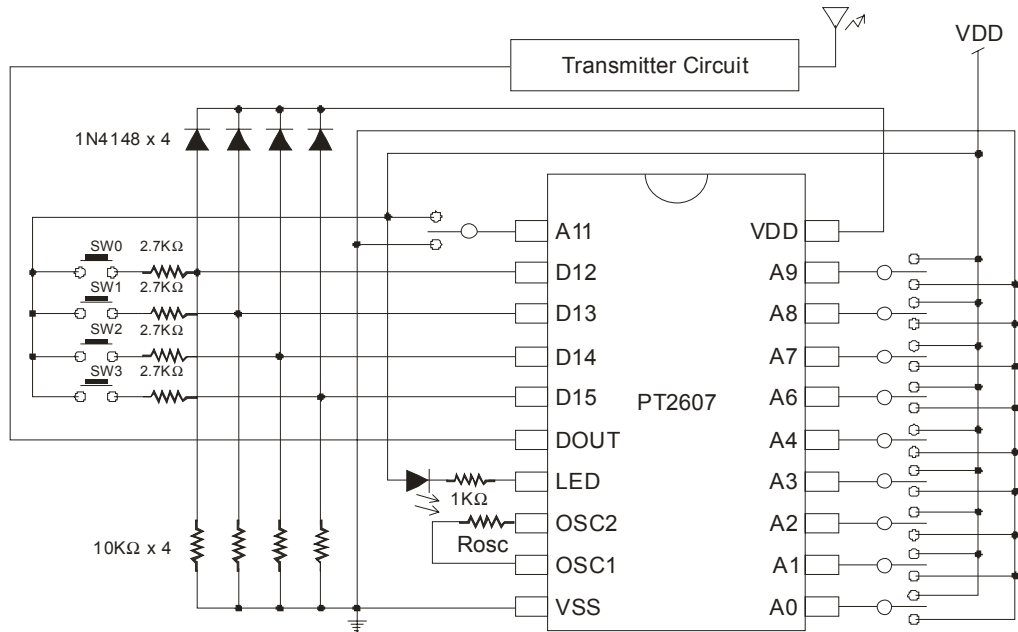 VDD
Transmitter Circuit
1N4148 x 4
A11
VDD
SW0 2.7KΩ
D12
A9
SW1 2.7KΩ
D13
A8
SW2 2.7KΩ
D14
A7
SW3 2.7KΩ
D15
PT2607
A6
DOUT
A4
LED
A3
1KΩ
OSC2
A2
Rosc
10KΩ x 4
OSC1
A1
VSS
A0